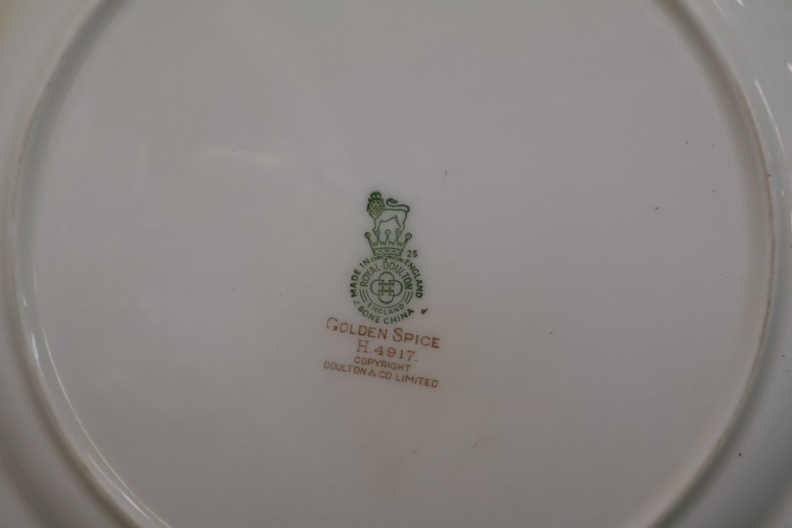 25
MADE IN ENGLAND
ROYAL DOULTON
ENGLAND
BONE CHINA
GOLDEN SPICE
H.4917.
COPYRIGHT
DOULTON & CO LIMITED